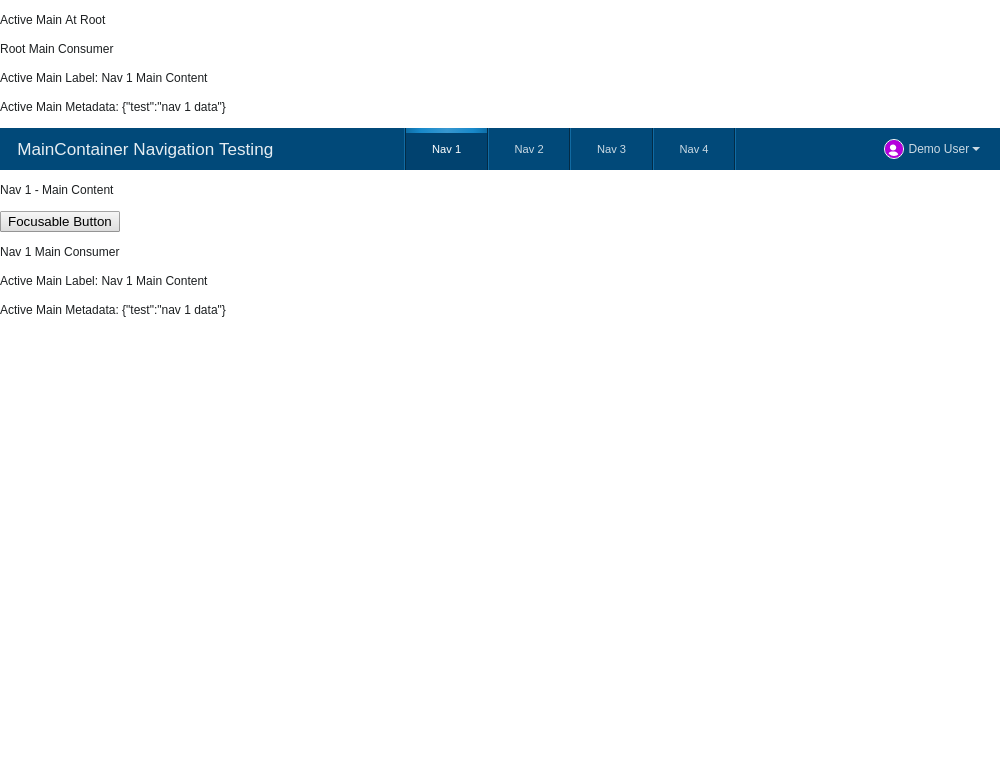 Active Main At Root
Root Main Consumer
Active Main Label: Nav 1 Main Content
Active Main Metadata: {"test":"nav 1 data"}
MainContainer Navigation Testing Nav 1 Nav 2 Nav 3 Nav 4 Demo User
Nav 1 - Main Content
Focusable Button
Nav 1 Main Consumer
Active Main Label: Nav 1 Main Content
Active Main Metadata: {"test":"nav 1 data"}